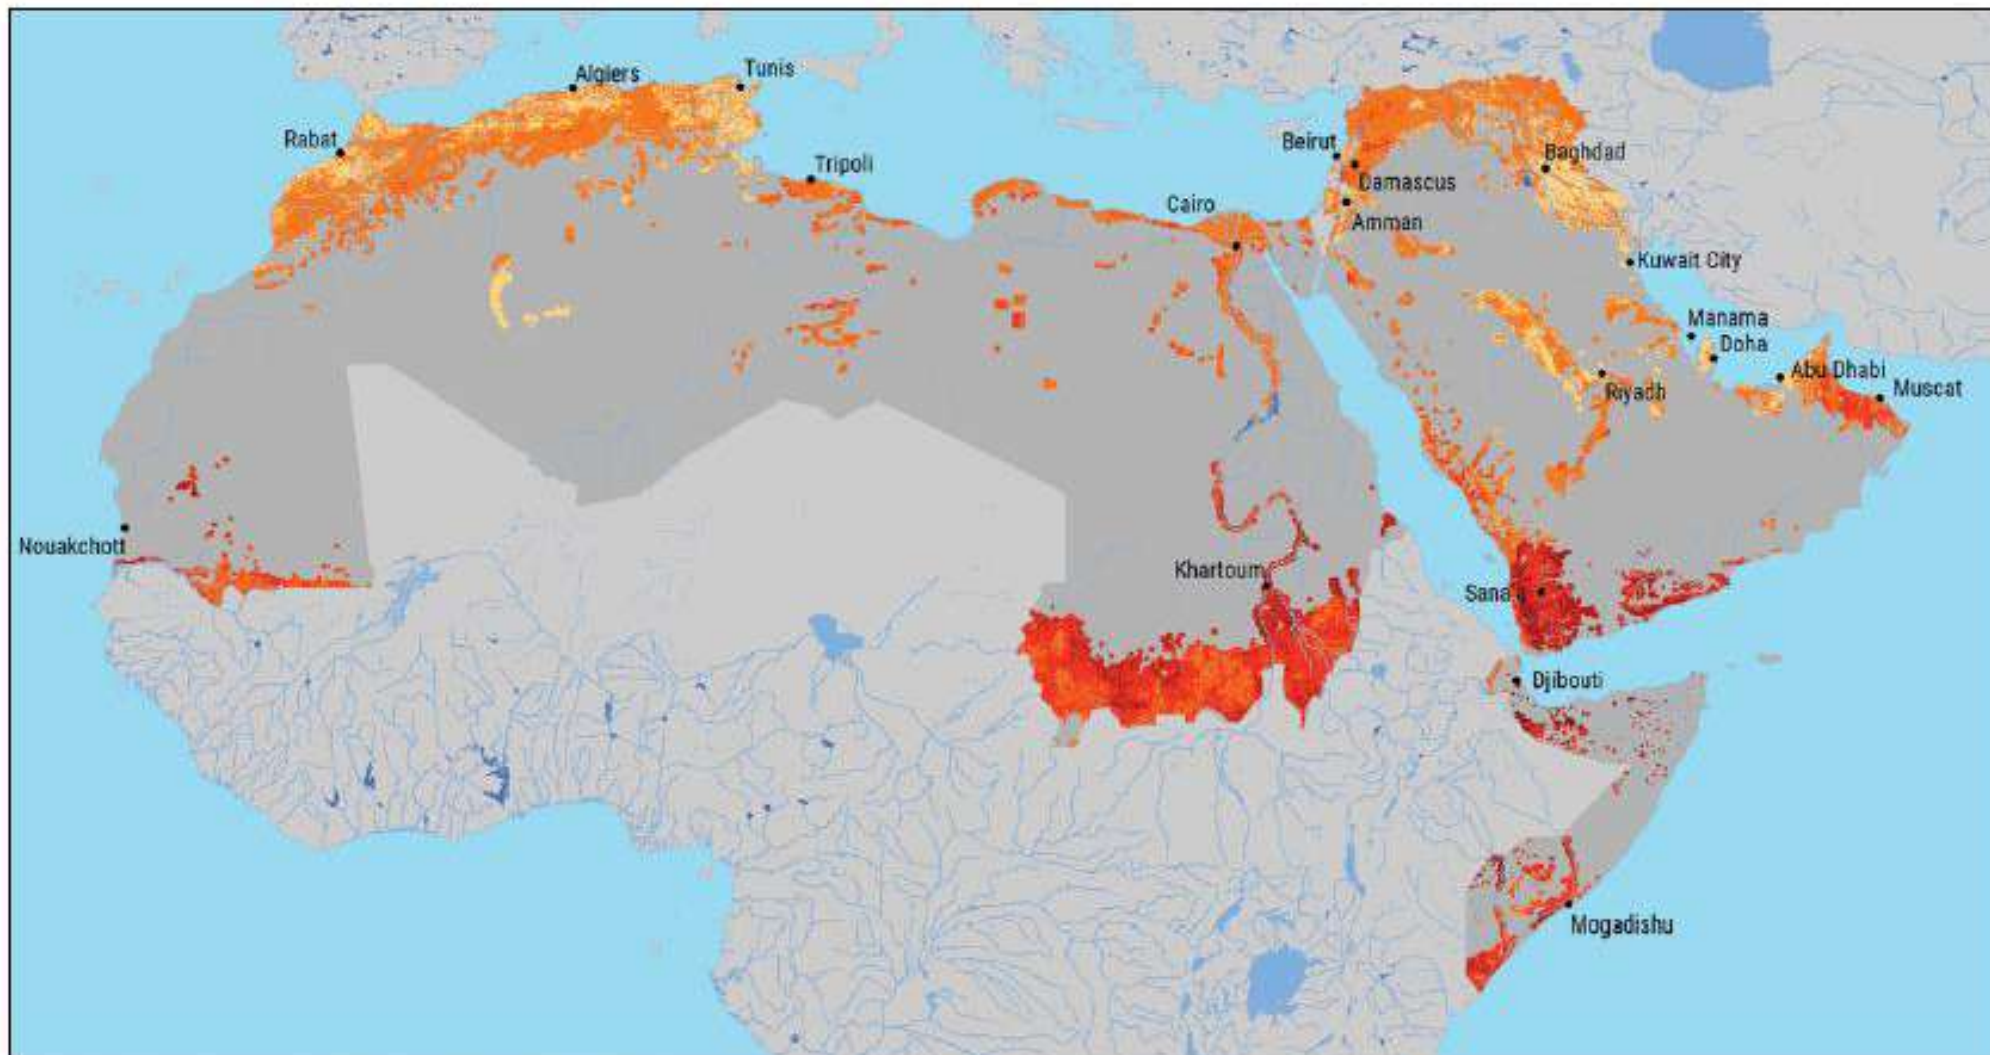 Algiers
Tunis
Rabat
Tripoli
Beirut
Baghdad
Damascus
Cairo
Amman
Kuwait City
Manama
Doha
Abu Dhabi
Riyadh
Muscat
Nouakchott
Khartoum
Sana'a
Djibouti
Mogadishu